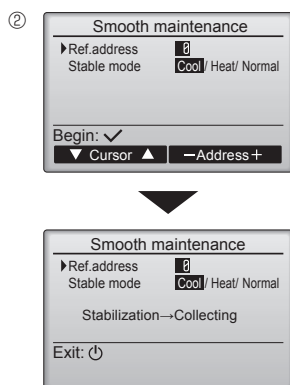 ②
Smooth maintenance
▶Ref.address 0
Stable mode Cool / Heat/ Normal
Begin: ✓
▼ Cursor ▲ −Address+
Smooth maintenance
▶Ref.address 0
Stable mode Cool / Heat/ Normal
Stabilization→Collecting
Exit: ⏻